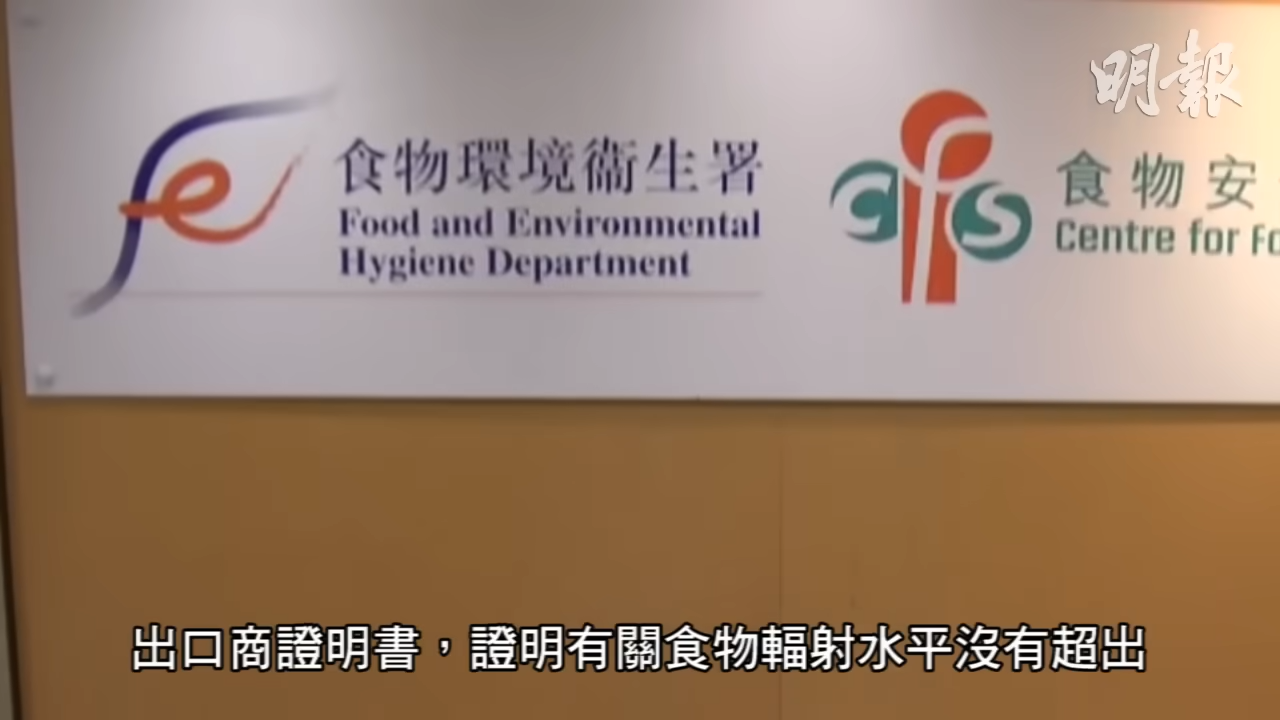 明報
食物環境衞生署
Food and Environmental
Hygiene Department
cfs
食物安
Centre for Fo
出口商證明書，證明有關食物輻射水平沒有超出